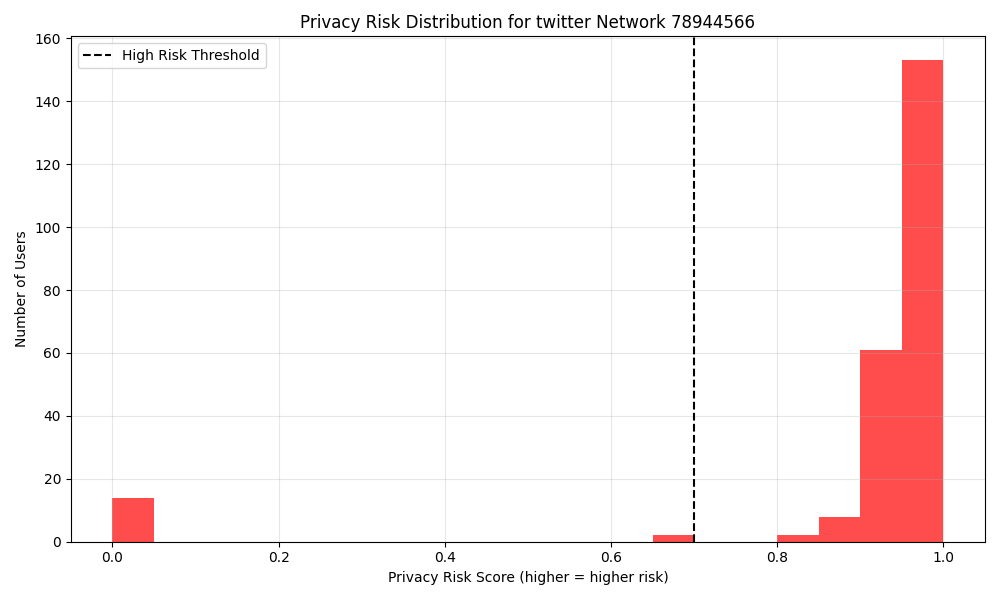 Privacy Risk Distribution for twitter Network 78944566
High Risk Threshold
160
140
120
100
80
60
40
20
0
Number of Users
0.0 0.2 0.4 0.6 0.8 1.0
Privacy Risk Score (higher = higher risk)